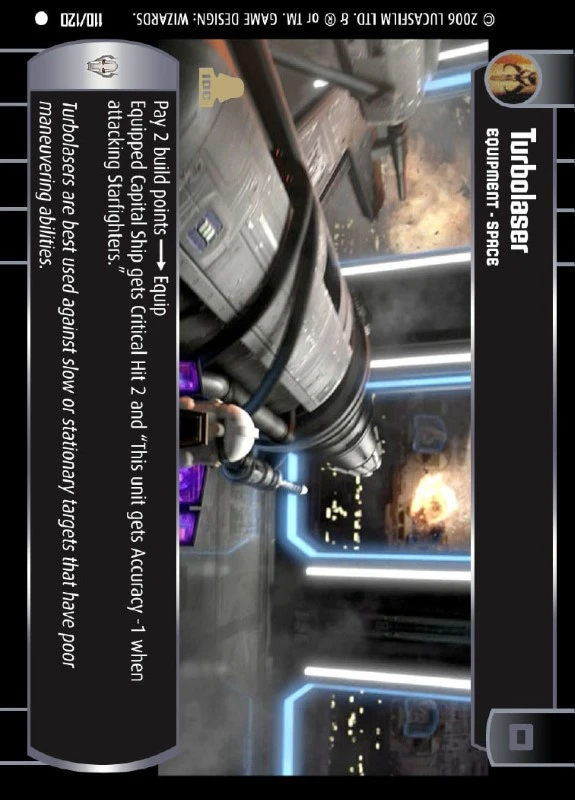 Turbolaser
EQUIPMENT - SPACE
0
IDC
Pay 2 build points → Equip
Equipped Capital Ship gets Critical Hit 2 and “This unit gets Accuracy -1 when
attacking Starfighters.”
Turbolasers are best used against slow or stationary targets that have poor
maneuvering abilities.
© 2006 LUCASFILM LTD. & ® or TM. GAME DESIGN: WIZARDS.
110/120